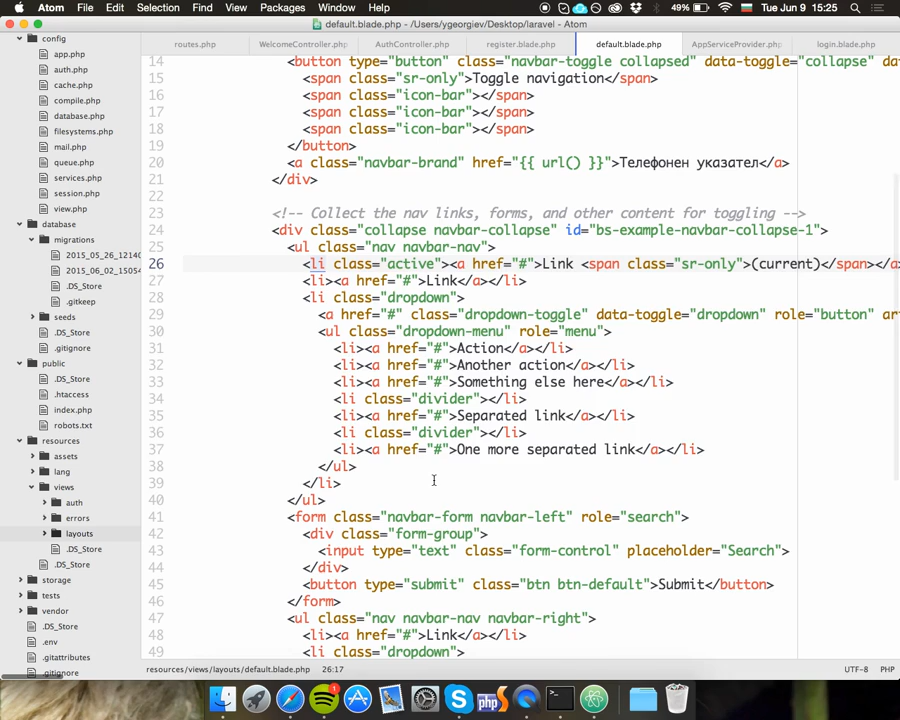 Atom File Edit Selection Find View Packages Window Help 49% Tue Jun 9 15:25
default.blade.php - /Users/ygeorgiev/Desktop/laravel - Atom
routes.php WelcomeController.php AuthController.php register.blade.php default.blade.php AppServiceProvider.php login.blade.php
config
app.php
auth.php
cache.php
compile.php
database.php
filesystems.php
mail.php
queue.php
services.php
session.php
view.php
database
migrations
2015_05_26_1214
2015_06_02_1505
.DS_Store
.gitkeep
seeds
.DS_Store
.gitignore
public
.DS_Store
.htaccess
index.php
robots.txt
resources
assets
lang
views
auth
errors
layouts
.DS_Store
.DS_Store
storage
tests
vendor
.DS_Store
.env
.gitattributes
.gitignore
14 <button type="button" class="navbar-toggle collapsed" data-toggle="collapse" da
15 <span class="sr-only">Toggle navigation</span>
16 <span class="icon-bar"></span>
17 <span class="icon-bar"></span>
18 <span class="icon-bar"></span>
19 </button>
20 <a class="navbar-brand" href="{{ url() }}">Телефонен указател</a>
21 </div>
22
23 <!-- Collect the nav links, forms, and other content for toggling -->
24 <div class="collapse navbar-collapse" id="bs-example-navbar-collapse-1">
25 <ul class="nav navbar-nav">
26 <li class="active"><a href="#">Link <span class="sr-only">(current)</span></a>
27 <li><a href="#">Link</a></li>
28 <li class="dropdown">
29 <a href="#" class="dropdown-toggle" data-toggle="dropdown" role="button" ari
30 <ul class="dropdown-menu" role="menu">
31 <li><a href="#">Action</a></li>
32 <li><a href="#">Another action</a></li>
33 <li><a href="#">Something else here</a></li>
34 <li class="divider"></li>
35 <li><a href="#">Separated link</a></li>
36 <li class="divider"></li>
37 <li><a href="#">One more separated link</a></li>
38 </ul>
39 </li>
40 </ul>
41 <form class="navbar-form navbar-left" role="search">
42 <div class="form-group">
43 <input type="text" class="form-control" placeholder="Search">
44 </div>
45 <button type="submit" class="btn btn-default">Submit</button>
46 </form>
47 <ul class="nav navbar-nav navbar-right">
48 <li><a href="#">Link</a></li>
49 <li class="dropdown">
resources/views/layouts/default.blade.php 26:17 UTF-8 PHP
php